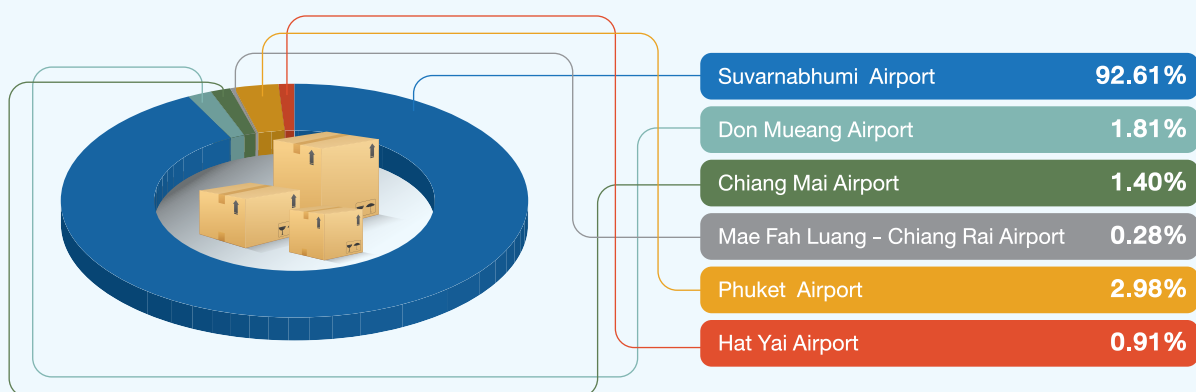 Suvarnabhumi Airport 92.61%
Don Mueang Airport 1.81%
Chiang Mai Airport 1.40%
Mae Fah Luang - Chiang Rai Airport 0.28%
Phuket Airport 2.98%
Hat Yai Airport 0.91%